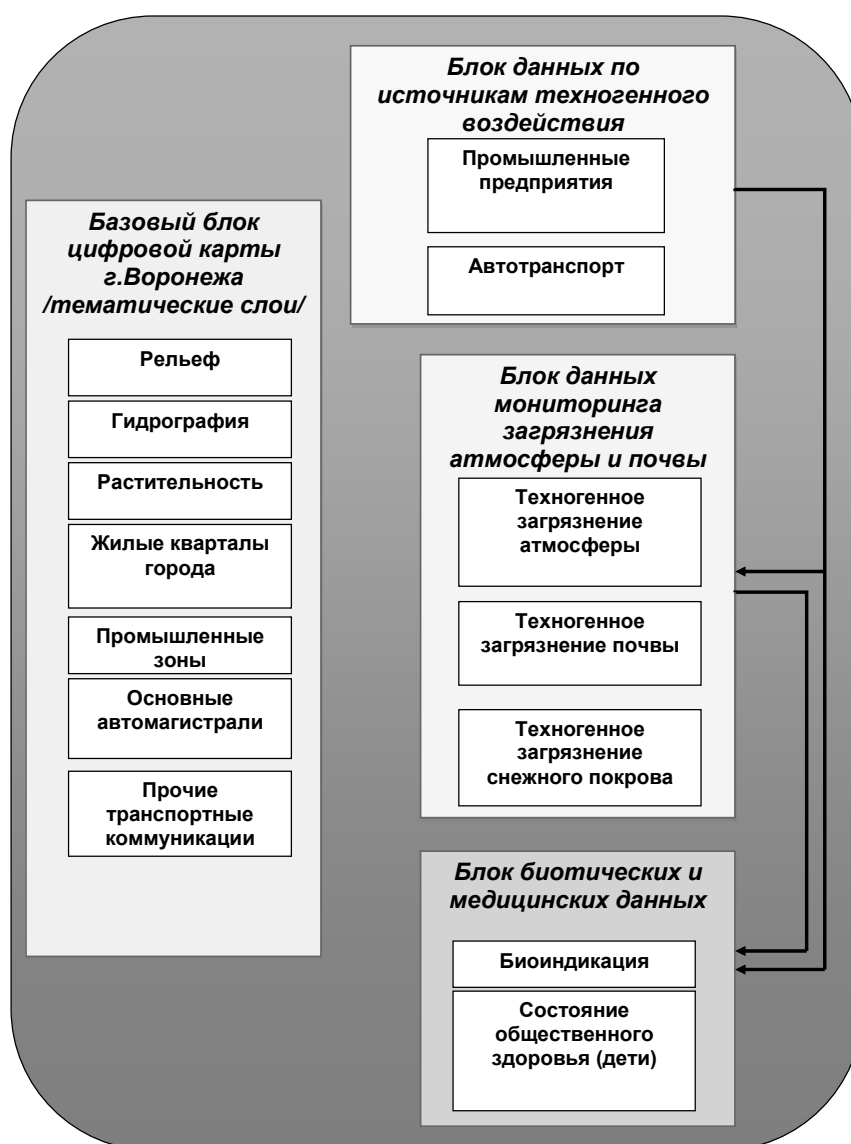 Блок данных по
источникам техногенного
воздействия
Промышленные
предприятия
Автотранспорт
Базовый блок
цифровой карты
г.Воронежа
/тематические слои/
Рельеф
Гидрография
Растительность
Жилые кварталы
города
Промышленные
зоны
Основные
автомагистрали
Прочие
транспортные
коммуникации
Блок данных
мониторинга
загрязнения
атмосферы и почвы
Техногенное
загрязнение
атмосферы
Техногенное
загрязнение почвы
Техногенное
загрязнение
снежного покрова
Блок биотических и
медицинских данных
Биоиндикация
Состояние
общественного
здоровья (дети)